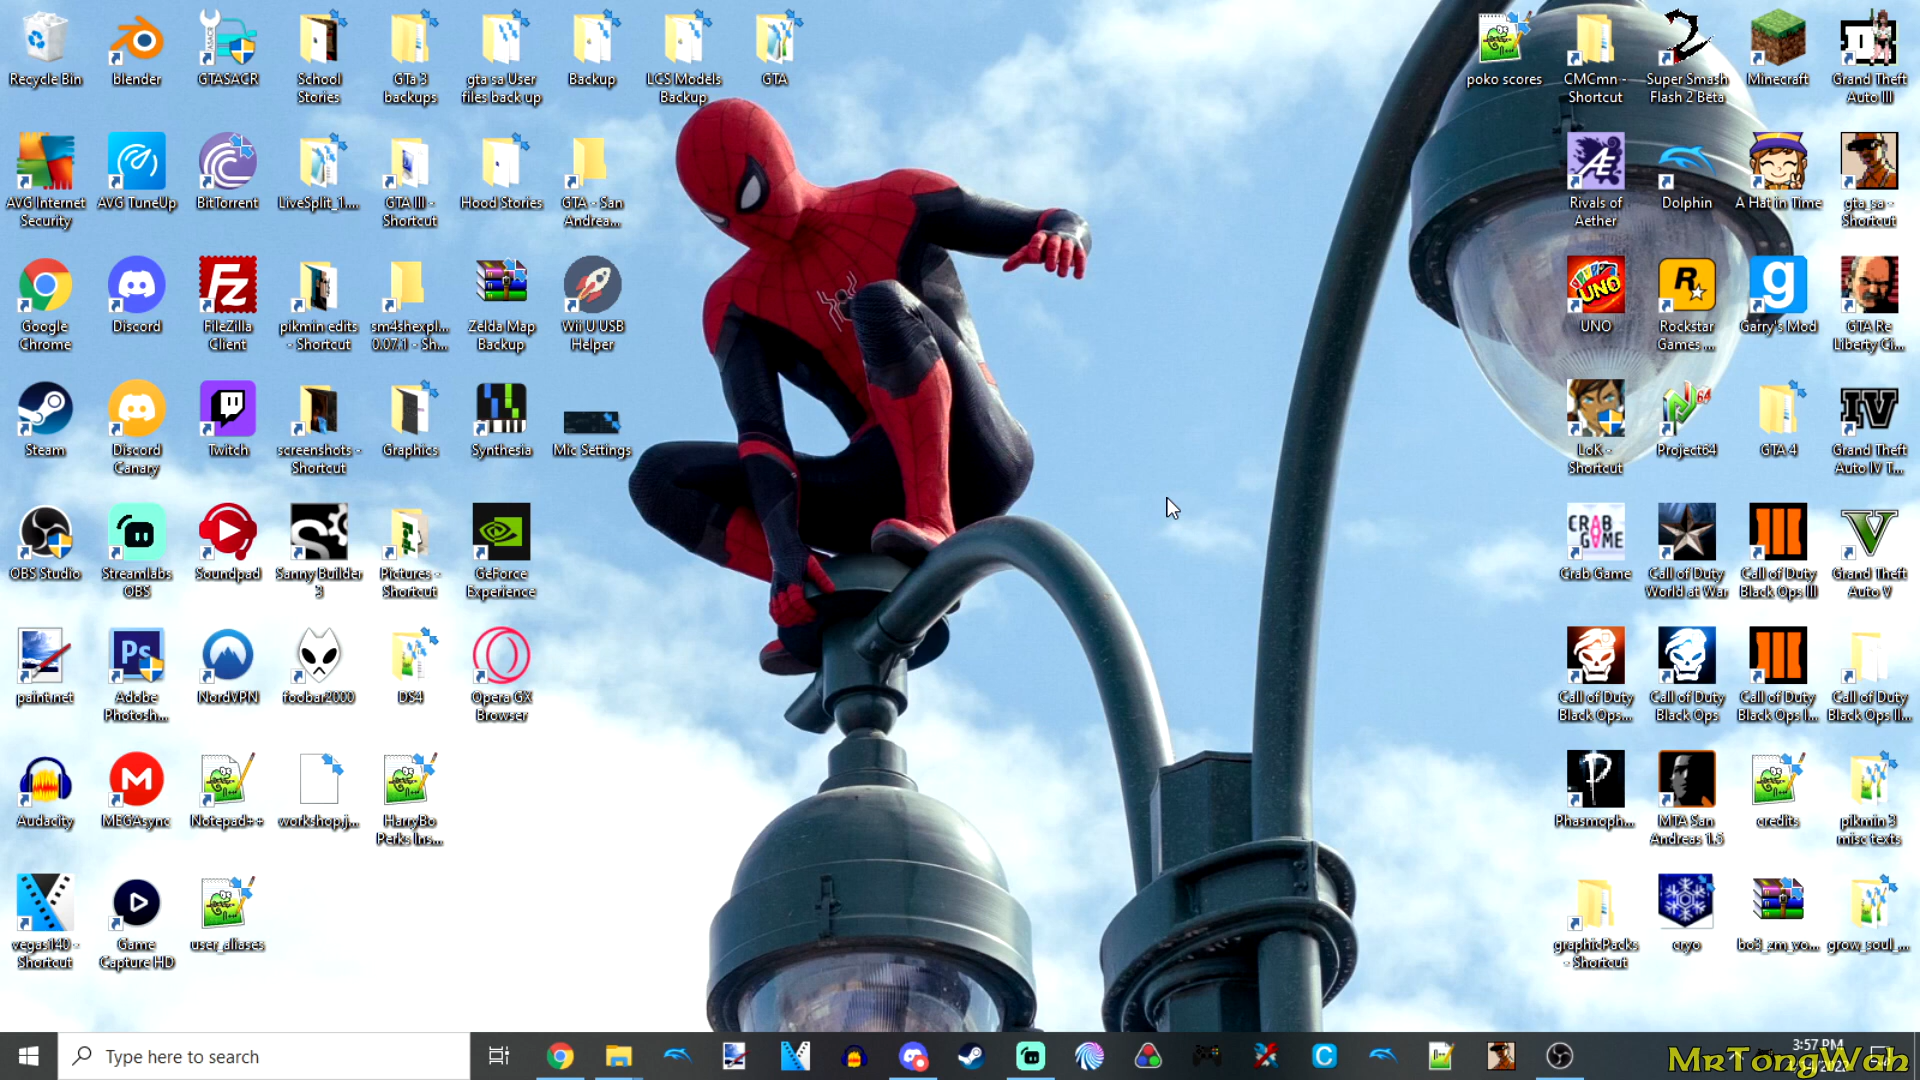 Recycle Bin
blender
GTASACR
School
Stories
GTa 3
backups
gta sa User
files back up
Backup
LCS Models
Backup
GTA
poko scores
CMCmn -
Shortcut
Super Smash
Flash 2 Beta
Minecraft
Grand Theft
Auto III
AVG Internet
Security
AVG TuneUp
BitTorrent
LiveSplit_1....
GTA III -
Shortcut
Hood Stories
GTA - San
Andrea...
Rivals of
Aether
Dolphin
A Hat in Time
gta_sa -
Shortcut
Google
Chrome
Discord
FileZilla
Client
pikmin edits
- Shortcut
sm4shexpl...
0.07.1 - Sh...
Zelda Map
Backup
Wii U USB
Helper
UNO
Rockstar
Games ...
Garry's Mod
GTA Re
Liberty Ci...
Steam
Discord
Canary
Twitch
screenshots -
Shortcut
Graphics
Synthesia
Mic Settings
LoK -
Shortcut
Project64
GTA 4
Grand Theft
Auto IV T...
OBS Studio
Streamlabs
OBS
Soundpad
Sanny Builder
3
Pictures -
Shortcut
GeForce
Experience
CRAB
GAME
Crab Game
Call of Duty
World at War
Call of Duty
Black Ops III
Grand Theft
Auto V
paint.net
Adobe
Photosh...
NordVPN
foobar2000
DS4
Opera GX
Browser
Call of Duty
Black Ops...
Call of Duty
Black Ops
Call of Duty
Black Ops I...
Call of Duty
Black Ops II...
Audacity
MEGAsync
Notepad++
workshop.j...
HarryBo
Perks Ins...
Phasmoph...
MTA San
Andreas 1.5
credits
pikmin 3
misc texts
vegas140 -
Shortcut
Game
Capture HD
user_aliases
graphicPacks
- Shortcut
cryo
bo3_zm_vo...
grow_soul_...
Type here to search
3:57 PM
MrTongWah